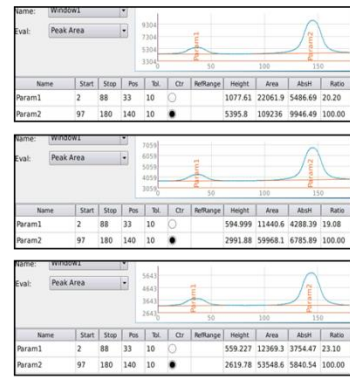 Name: Window1
Eval: Peak Area
9304
7304
5304
3304
50 100 150
Param1
Param2
Name Start Stop Pos Tol. Ctr RefRange Height Area AbsH Ratio
Param1 2 88 33 10 1077.61 22061.9 5486.69 20.20
Param2 97 180 140 10 5395.8 109236 9946.49 100.00
Name: Window1
Eval: Peak Area
7059
6059
5059
4059
3059
50 100 150
Param1
Param2
Name Start Stop Pos Tol. Ctr RefRange Height Area AbsH Ratio
Param1 2 88 33 10 594.999 11440.6 4288.39 19.08
Param2 97 180 140 10 2991.88 59968.1 6785.89 100.00
Name: Window1
Eval: Peak Area
5643
4643
3643
2643
50 100 150
Param1
Param2
Name Start Stop Pos Tol. Ctr RefRange Height Area AbsH Ratio
Param1 2 88 33 10 559.227 12369.3 3754.47 23.10
Param2 97 180 140 10 2619.78 53548.6 5840.54 100.00